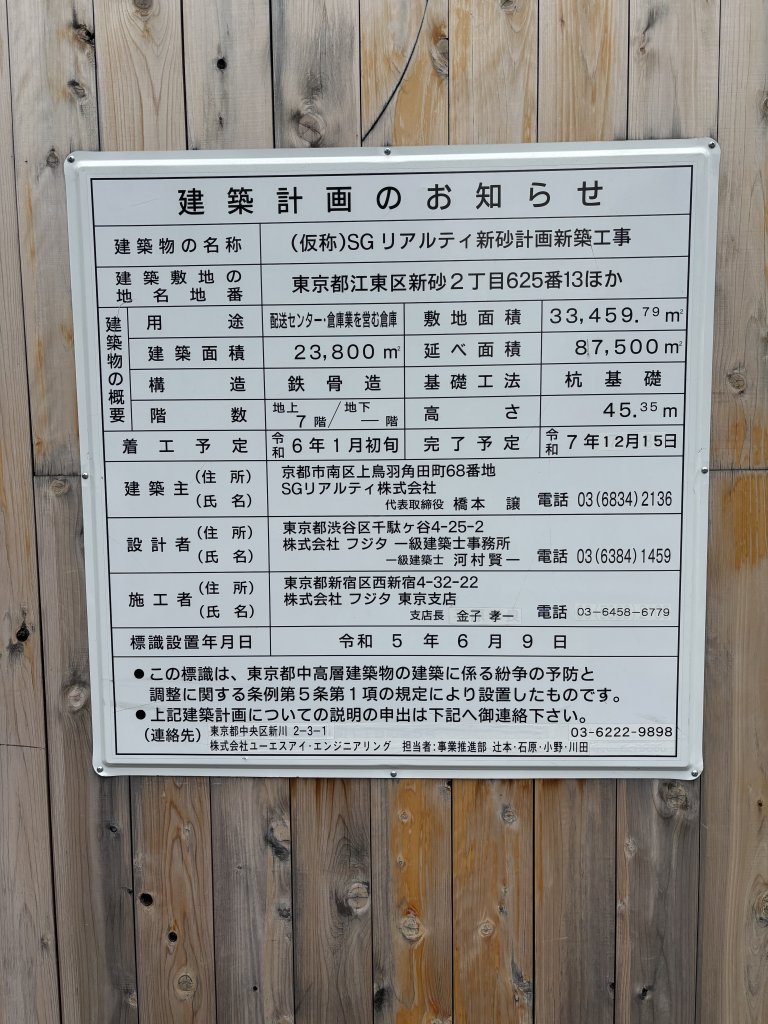 建築計画のお知らせ
建築物の名称 (仮称)SG リアルティ新砂計画新築工事
建築敷地の地名地番 東京都江東区新砂2丁目625番13ほか
建築物の概要
用途 配送センター・倉庫業を営む倉庫 敷地面積 33,459.79㎡
建築面積 23,800㎡ 延べ面積 87,500㎡
構造 鉄骨造 基礎工法 杭基礎
階数 地上7階/地下―階 高さ 45.35m
着工予定 令和6年1月初旬 完了予定 令和7年12月15日
建築主 (住所) 京都市南区上鳥羽角田町68番地
(氏名) SGリアルティ株式会社
代表取締役 橋本 譲 電話 03(6834)2136
設計者 (住所) 東京都渋谷区千駄ヶ谷4-25-2
(氏名) 株式会社 フジタ 一級建築士事務所
一級建築士 河村賢一 電話 03(6384)1459
施工者 (住所) 東京都新宿区西新宿4-32-22
(氏名) 株式会社 フジタ 東京支店
支店長 金子 孝一 電話 03-6458-6779
標識設置年月日 令和5年6月9日
●この標識は、東京都中高層建築物の建築に係る紛争の予防と
調整に関する条例第5条第1項の規定により設置したものです。
●上記建築計画についての説明の申出は下記へ御連絡下さい。
(連絡先) 東京都中央区新川 2-3-1 03-6222-9898
株式会社ユーエスアイ・エンジニアリング 担当者:事業推進部 辻本・石原・小野・川田